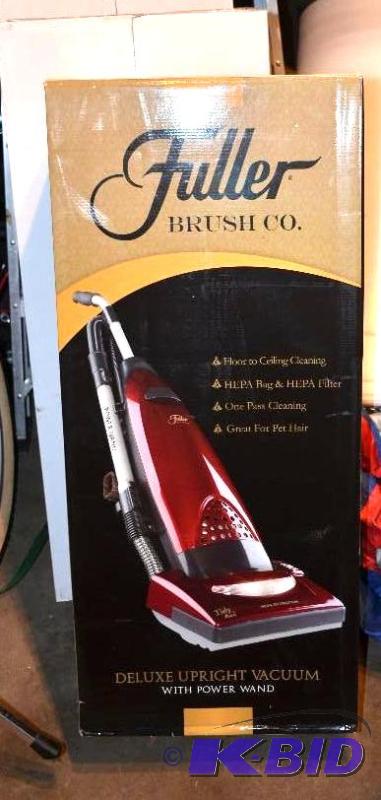 Fuller
BRUSH CO.
Floor to Ceiling Cleaning
HEPA Bag & HEPA Filter
One Pass Cleaning
Great For Pet Hair
Fuller
DELUXE UPRIGHT VACUUM
WITH POWER WAND
© K-BID